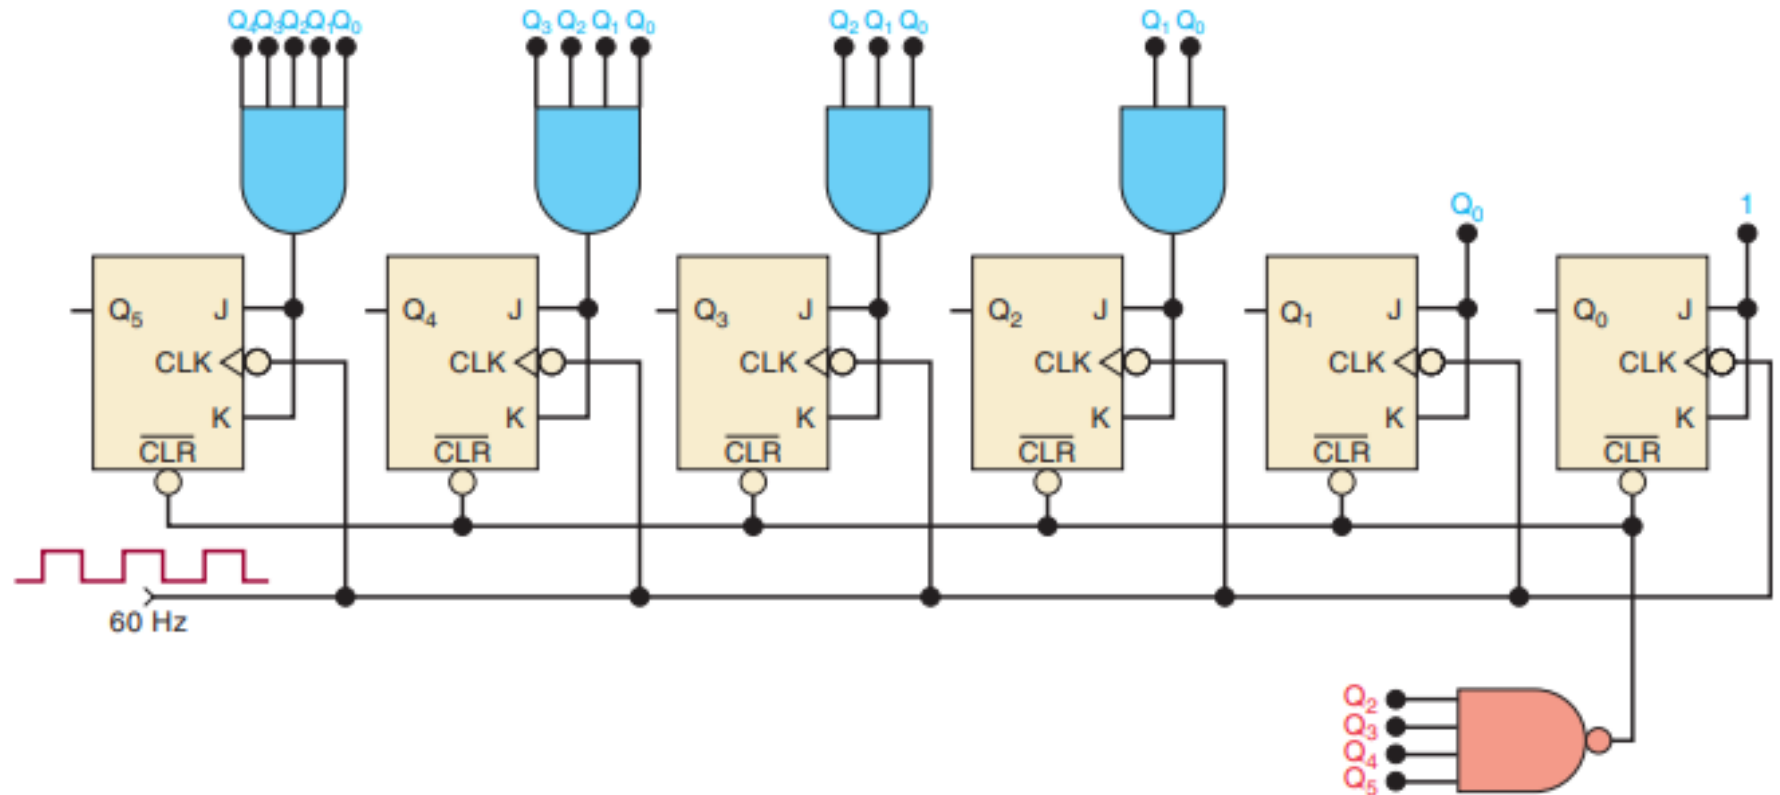 Q4 Q3 Q2 Q1 Q0
Q3 Q2 Q1 Q0
Q2 Q1 Q0
Q1 Q0
Q0
1
Q5 J
CLK
K
CLR
Q4 J
CLK
K
CLR
Q3 J
CLK
K
CLR
Q2 J
CLK
K
CLR
Q1 J
CLK
K
CLR
Q0 J
CLK
K
CLR
60 Hz
Q2
Q3
Q4
Q5